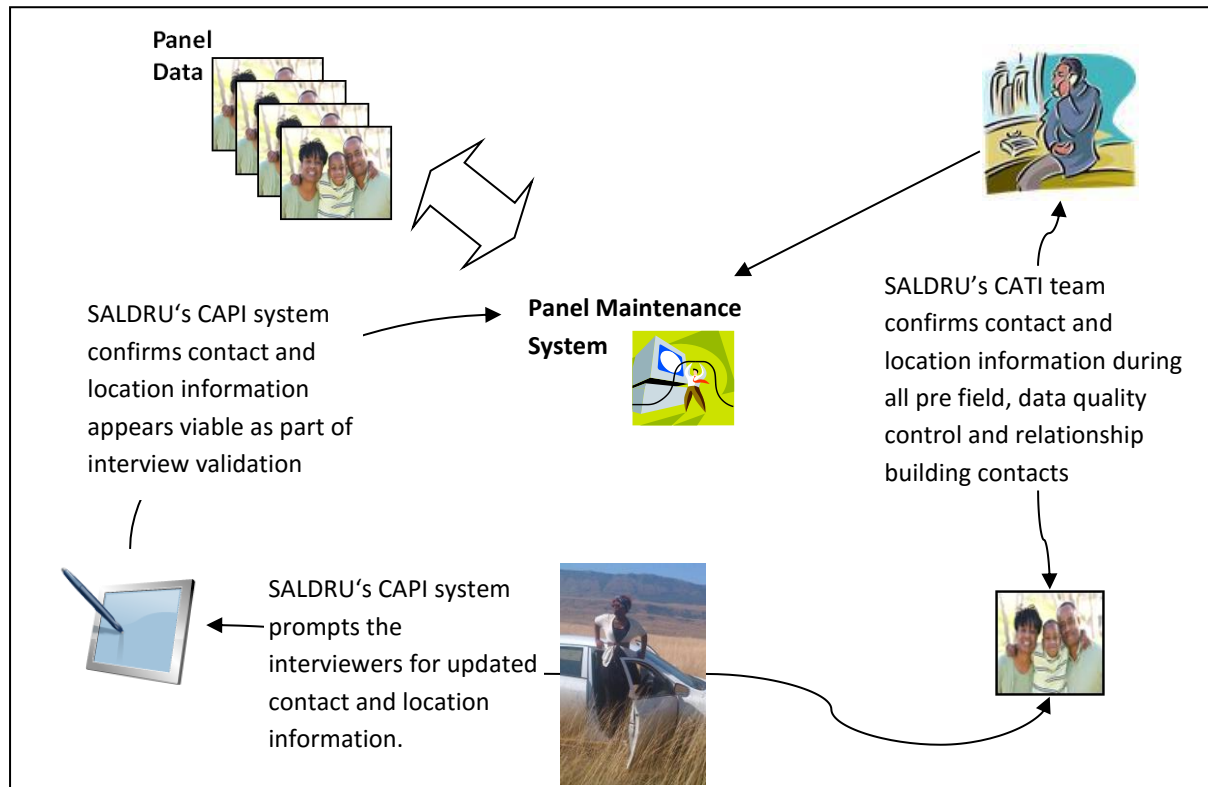 Panel
Data
SALDRU‘s CAPI system
confirms contact and
location information
appears viable as part of
interview validation
Panel Maintenance
System
SALDRU’s CATI team
confirms contact and
location information during
all pre field, data quality
control and relationship
building contacts
SALDRU’s CAPI system
prompts the
interviewers for updated
contact and location
information.